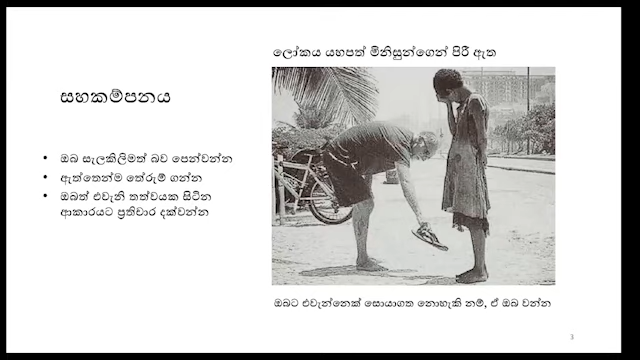 ලෝකය යහපත් මිනිසුන්ගෙන් පිරී ඇත
සහකම්පනය
• ඔබ සැලකිලිමත් බව පෙන්වන්න
• ඇත්තෙන්ම තේරුම් ගන්න
• ඔබත් එවැනි තත්වයක සිටින
ආකාරයට ප්‍රතිචාර දක්වන්න
ඔබට එවැන්නෙක් සොයාගත නොහැකි නම්, ඒ ඔබ වන්න
3